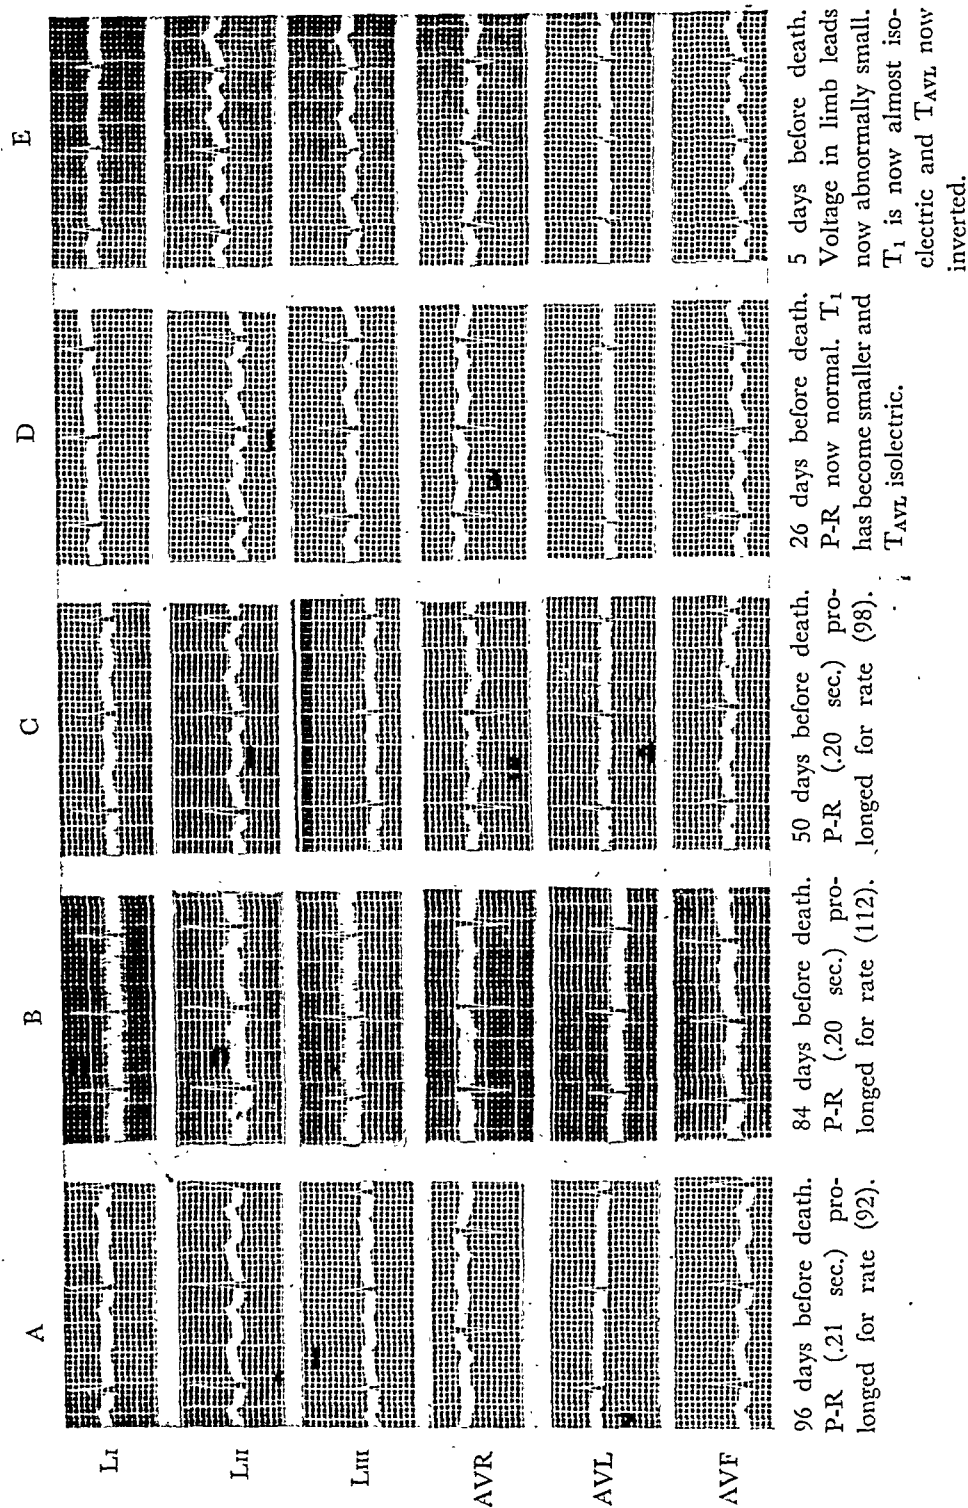 A
B
C
D
E
LI
LII
LIII
AVR
AVL
AVF
96 days before death.
P-R (.21 sec.) pro-
longed for rate (92).
84 days before death.
P-R (.20 sec.) pro-
longed for rate (112).
50 days before death.
P-R (.20 sec.) pro-
longed for rate (98).
26 days before death.
P-R now normal. T1
has become smaller and
TAVL isolectric.
5 days before death.
Voltage in limb leads
now abnormally small.
T1 is now almost iso-
electric and TAVL now
inverted.